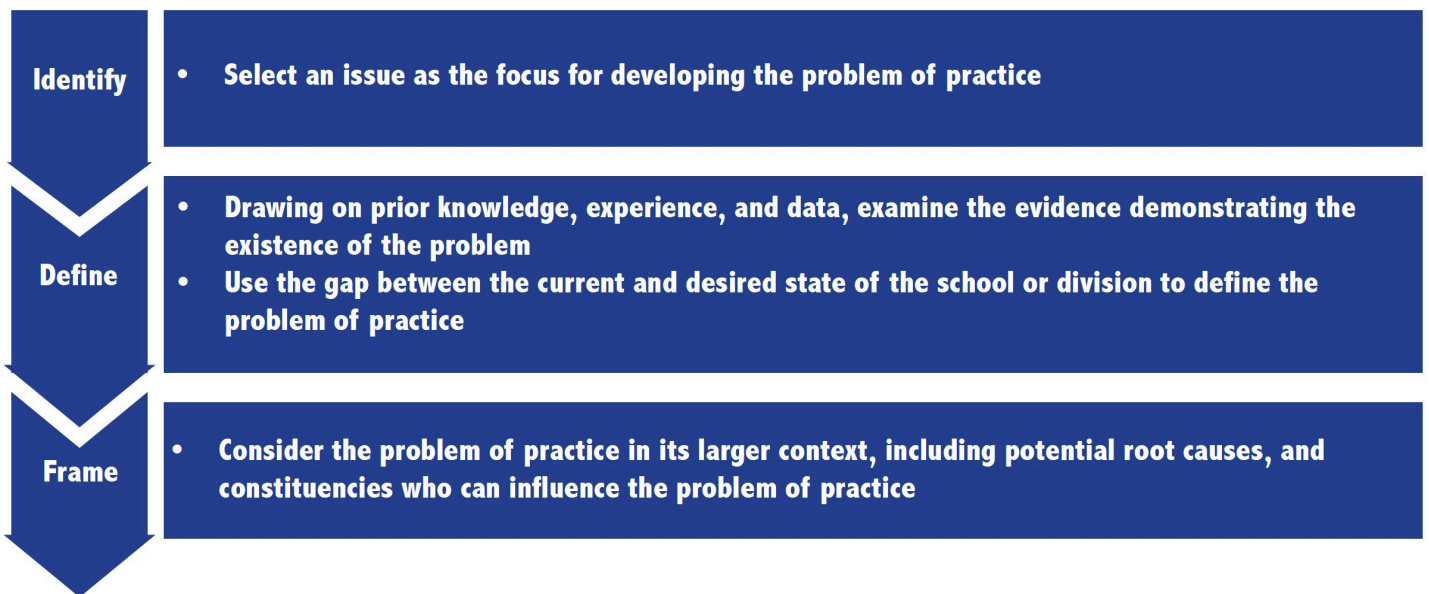 Identify
• Select an issue as the focus for developing the problem of practice
Define
• Drawing on prior knowledge, experience, and data, examine the evidence demonstrating the
existence of the problem
• Use the gap between the current and desired state of the school or division to define the
problem of practice
Frame
• Consider the problem of practice in its larger context, including potential root causes, and
constituencies who can influence the problem of practice